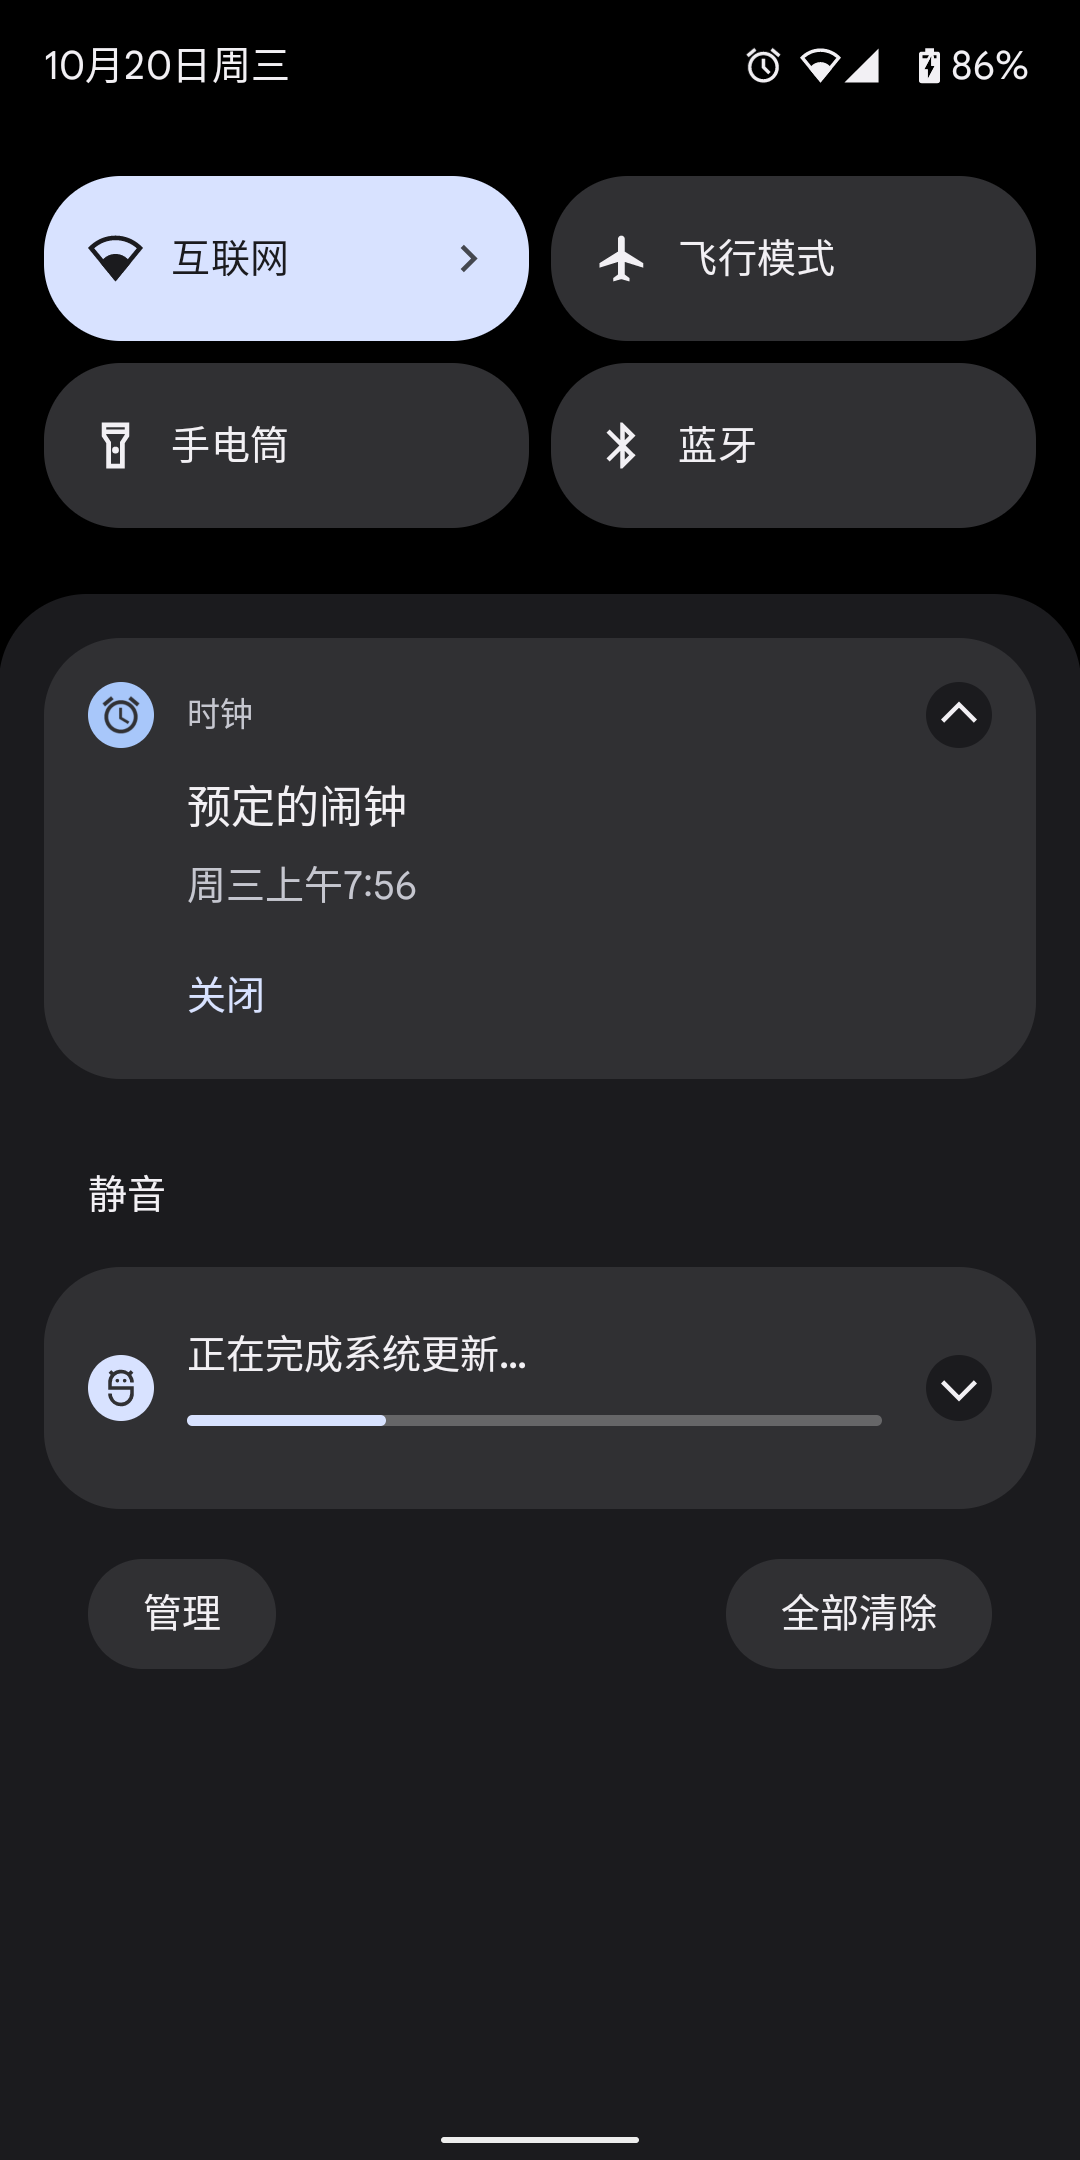 10月20日周三
86%
互联网
飞行模式
手电筒
蓝牙
时钟
预定的闹钟
周三上午7:56
关闭
静音
正在完成系统更新...
管理
全部清除